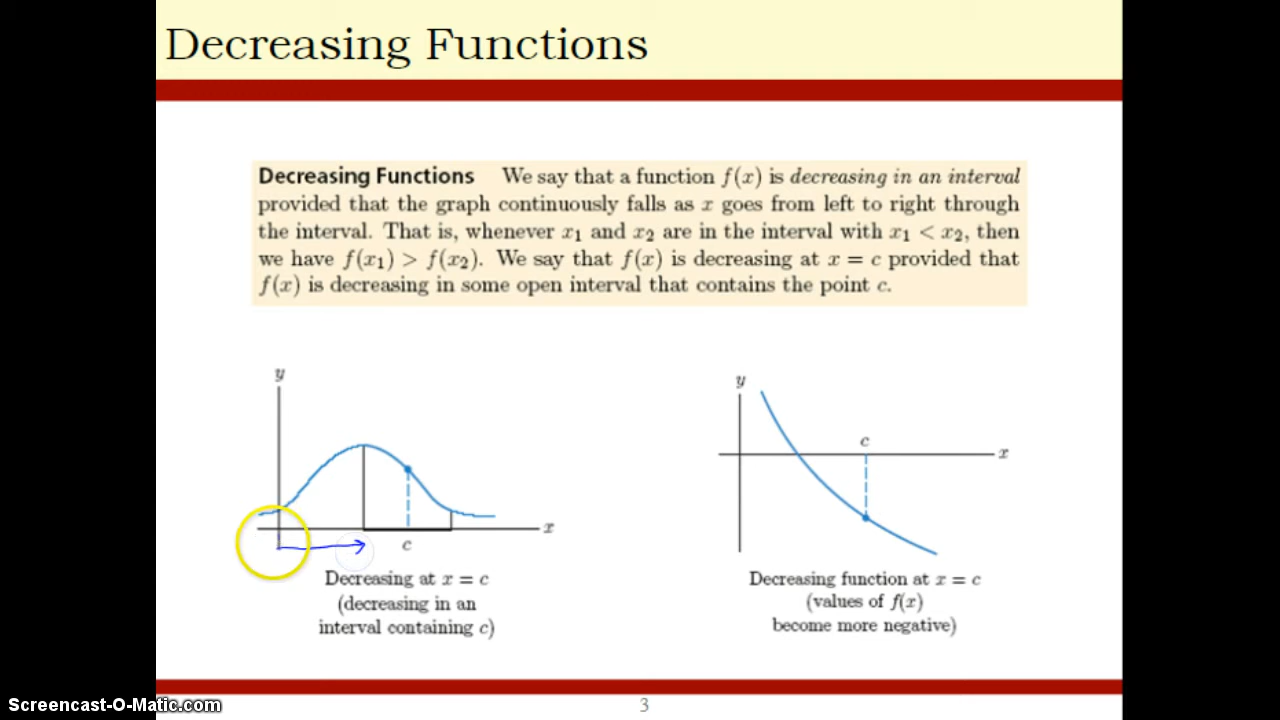 Decreasing Functions
Decreasing Functions We say that a function f(x) is decreasing in an interval
provided that the graph continuously falls as x goes from left to right through
the interval. That is, whenever x₁ and x₂ are in the interval with x₁ < x₂, then
we have f(x₁) > f(x₂). We say that f(x) is decreasing at x = c provided that
f(x) is decreasing in some open interval that contains the point c.
y
x
c
Decreasing at x = c
(decreasing in an
interval containing c)
y
c
x
Decreasing function at x = c
(values of f(x)
become more negative)
Screencast-O-Matic.com
3